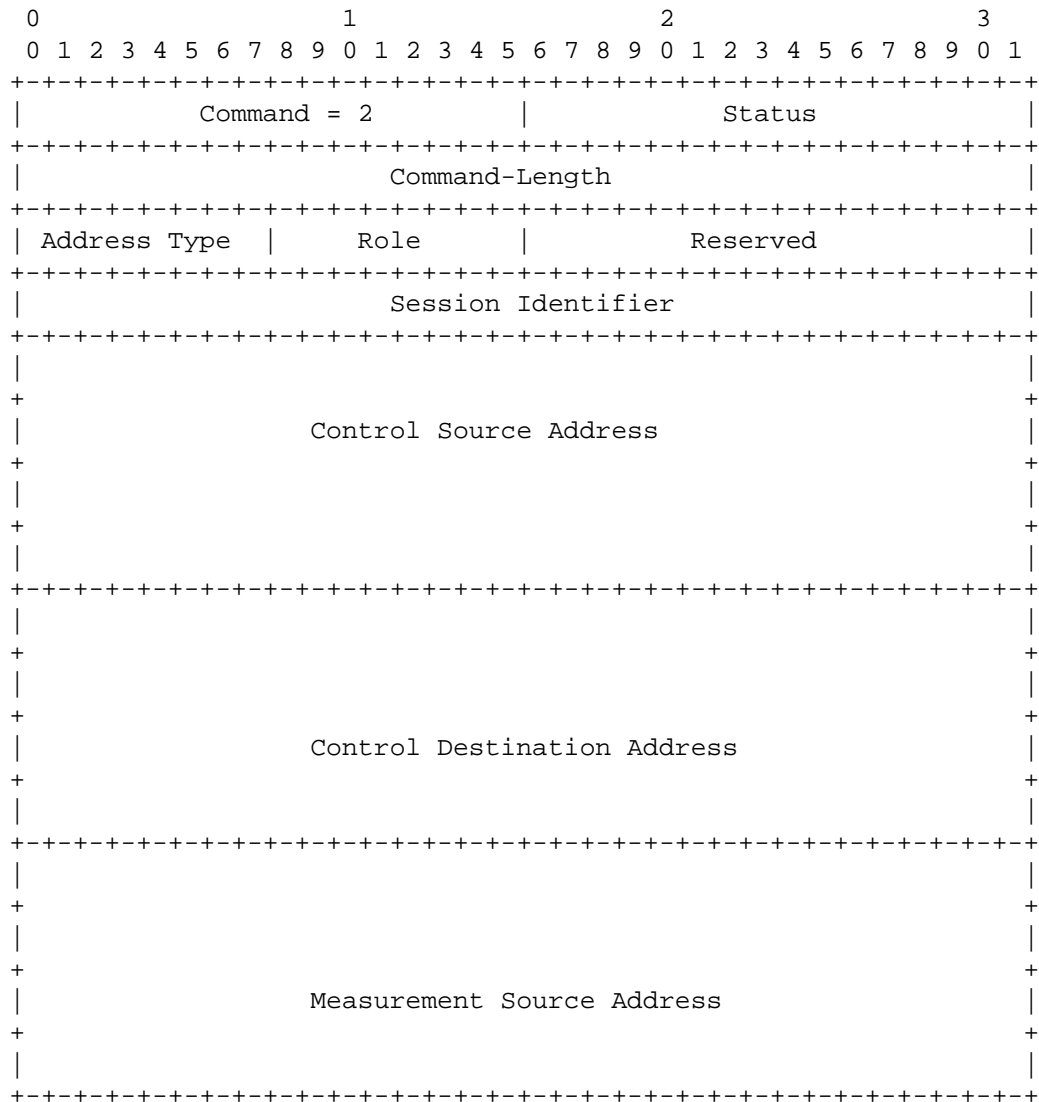 0                   1                   2                   3
 0 1 2 3 4 5 6 7 8 9 0 1 2 3 4 5 6 7 8 9 0 1 2 3 4 5 6 7 8 9 0 1
+-+-+-+-+-+-+-+-+-+-+-+-+-+-+-+-+-+-+-+-+-+-+-+-+-+-+-+-+-+-+-+-+
|           Command = 2         |            Status             |
+-+-+-+-+-+-+-+-+-+-+-+-+-+-+-+-+-+-+-+-+-+-+-+-+-+-+-+-+-+-+-+-+
|                       Command-Length                          |
+-+-+-+-+-+-+-+-+-+-+-+-+-+-+-+-+-+-+-+-+-+-+-+-+-+-+-+-+-+-+-+-+
| Address Type  |     Role      |          Reserved             |
+-+-+-+-+-+-+-+-+-+-+-+-+-+-+-+-+-+-+-+-+-+-+-+-+-+-+-+-+-+-+-+-+
|                       Session Identifier                      |
+-+-+-+-+-+-+-+-+-+-+-+-+-+-+-+-+-+-+-+-+-+-+-+-+-+-+-+-+-+-+-+-+
|                                                               |
+                                                               +
|                  Control Source Address                       |
+                                                               +
|                                                               |
+                                                               +
|                                                               |
+-+-+-+-+-+-+-+-+-+-+-+-+-+-+-+-+-+-+-+-+-+-+-+-+-+-+-+-+-+-+-+-+
|                                                               |
+                                                               +
|                                                               |
+                                                               +
|                  Control Destination Address                  |
+                                                               +
|                                                               |
+-+-+-+-+-+-+-+-+-+-+-+-+-+-+-+-+-+-+-+-+-+-+-+-+-+-+-+-+-+-+-+-+
|                                                               |
+                                                               +
|                                                               |
+                                                               +
|                  Measurement Source Address                   |
+                                                               +
|                                                               |
+-+-+-+-+-+-+-+-+-+-+-+-+-+-+-+-+-+-+-+-+-+-+-+-+-+-+-+-+-+-+-+-+